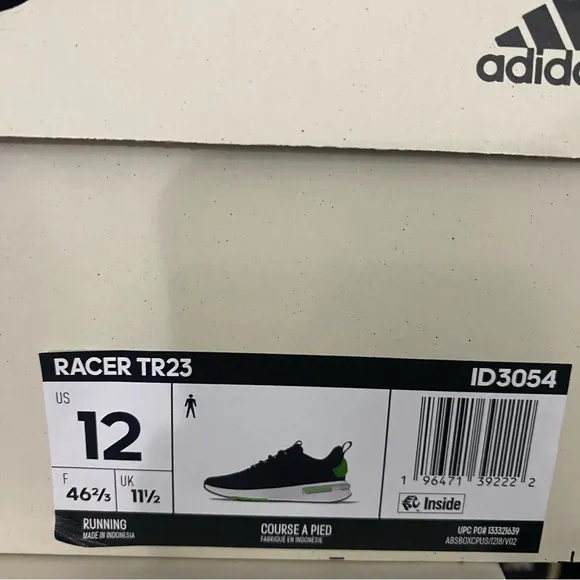 adidas
RACER TR23
ID3054
US
12
F
46⅔
UK
11½
1 96471 39222 2
Inside
RUNNING
MADE IN INDONESIA
COURSE A PIED
FABRIQUÉ EN INDONÉSIE
UPC PO# 133321639
ABSBOXCPUS/1218/V02